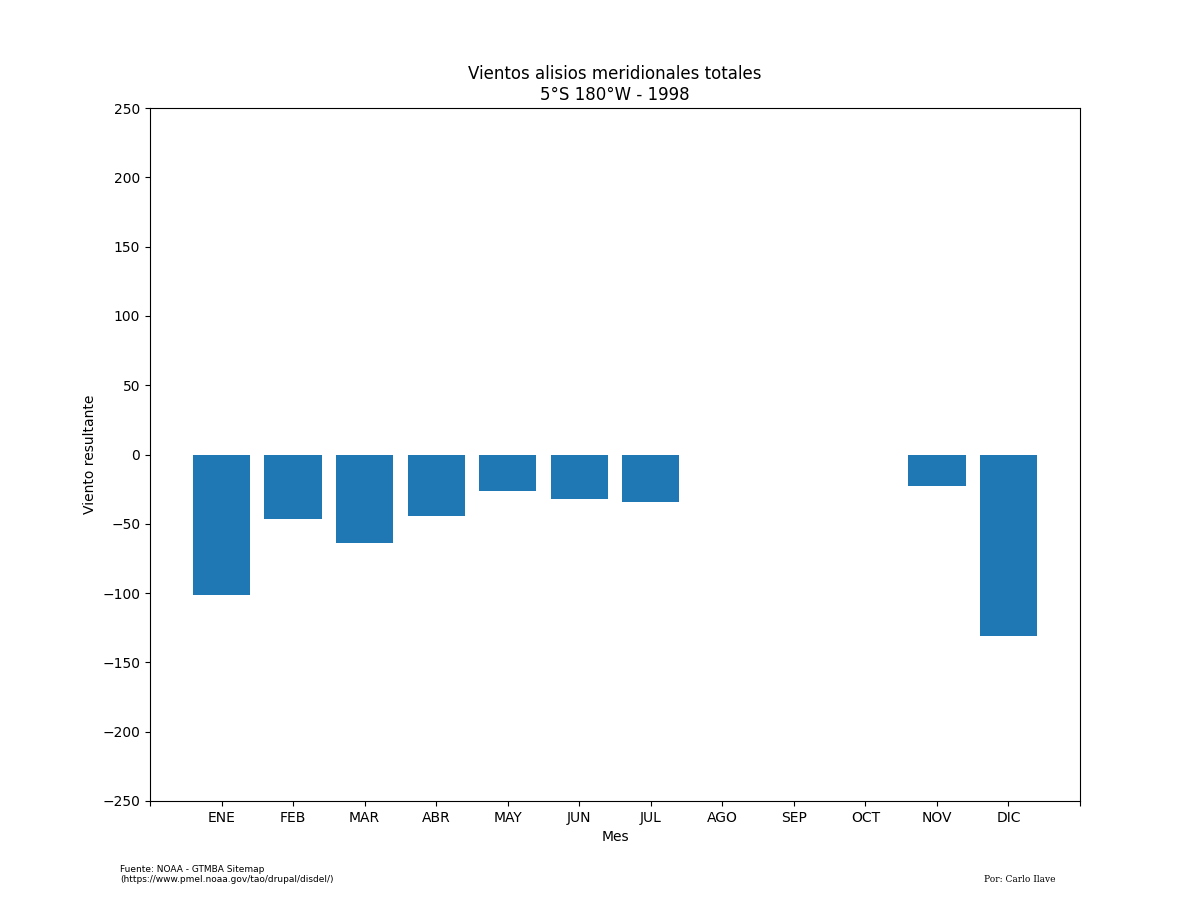 Vientos alisios meridionales totales
5°S 180°W - 1998
250
200
150
100
50
0
−50
−100
−150
−200
−250
Viento resultante
ENE FEB MAR ABR MAY JUN JUL AGO SEP OCT NOV DIC
Mes
Fuente: NOAA - GTMBA Sitemap
(https://www.pmel.noaa.gov/tao/drupal/disdel/)
Por: Carlo Ilave